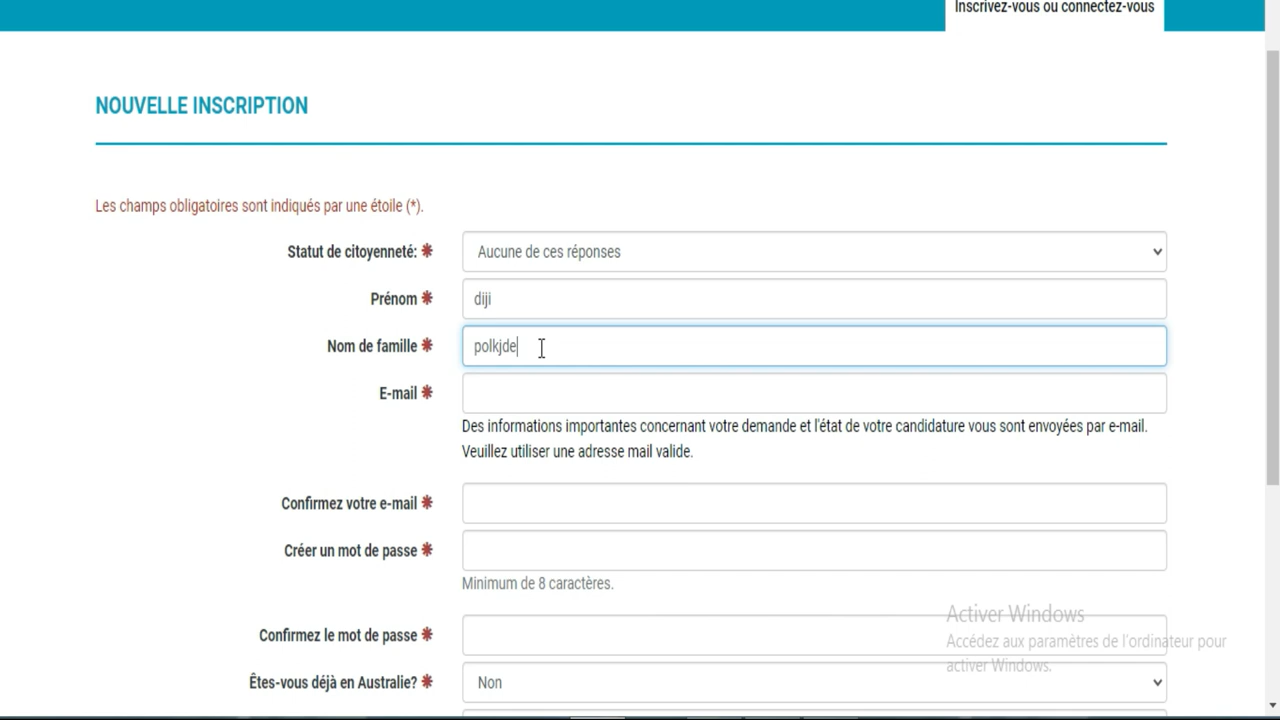 Inscrivez-vous ou connectez-vous
NOUVELLE INSCRIPTION
Les champs obligatoires sont indiqués par une étoile (*).
Statut de citoyenneté: * Aucune de ces réponses
Prénom * diji
Nom de famille * polkjde
E-mail *
Des informations importantes concernant votre demande et l'état de votre candidature vous sont envoyées par e-mail.
Veuillez utiliser une adresse mail valide.
Confirmez votre e-mail *
Créer un mot de passe *
Minimum de 8 caractères.
Confirmez le mot de passe *
Êtes-vous déjà en Australie? * Non
Activer Windows
Accédez aux paramètres de l'ordinateur pour
activer Windows.